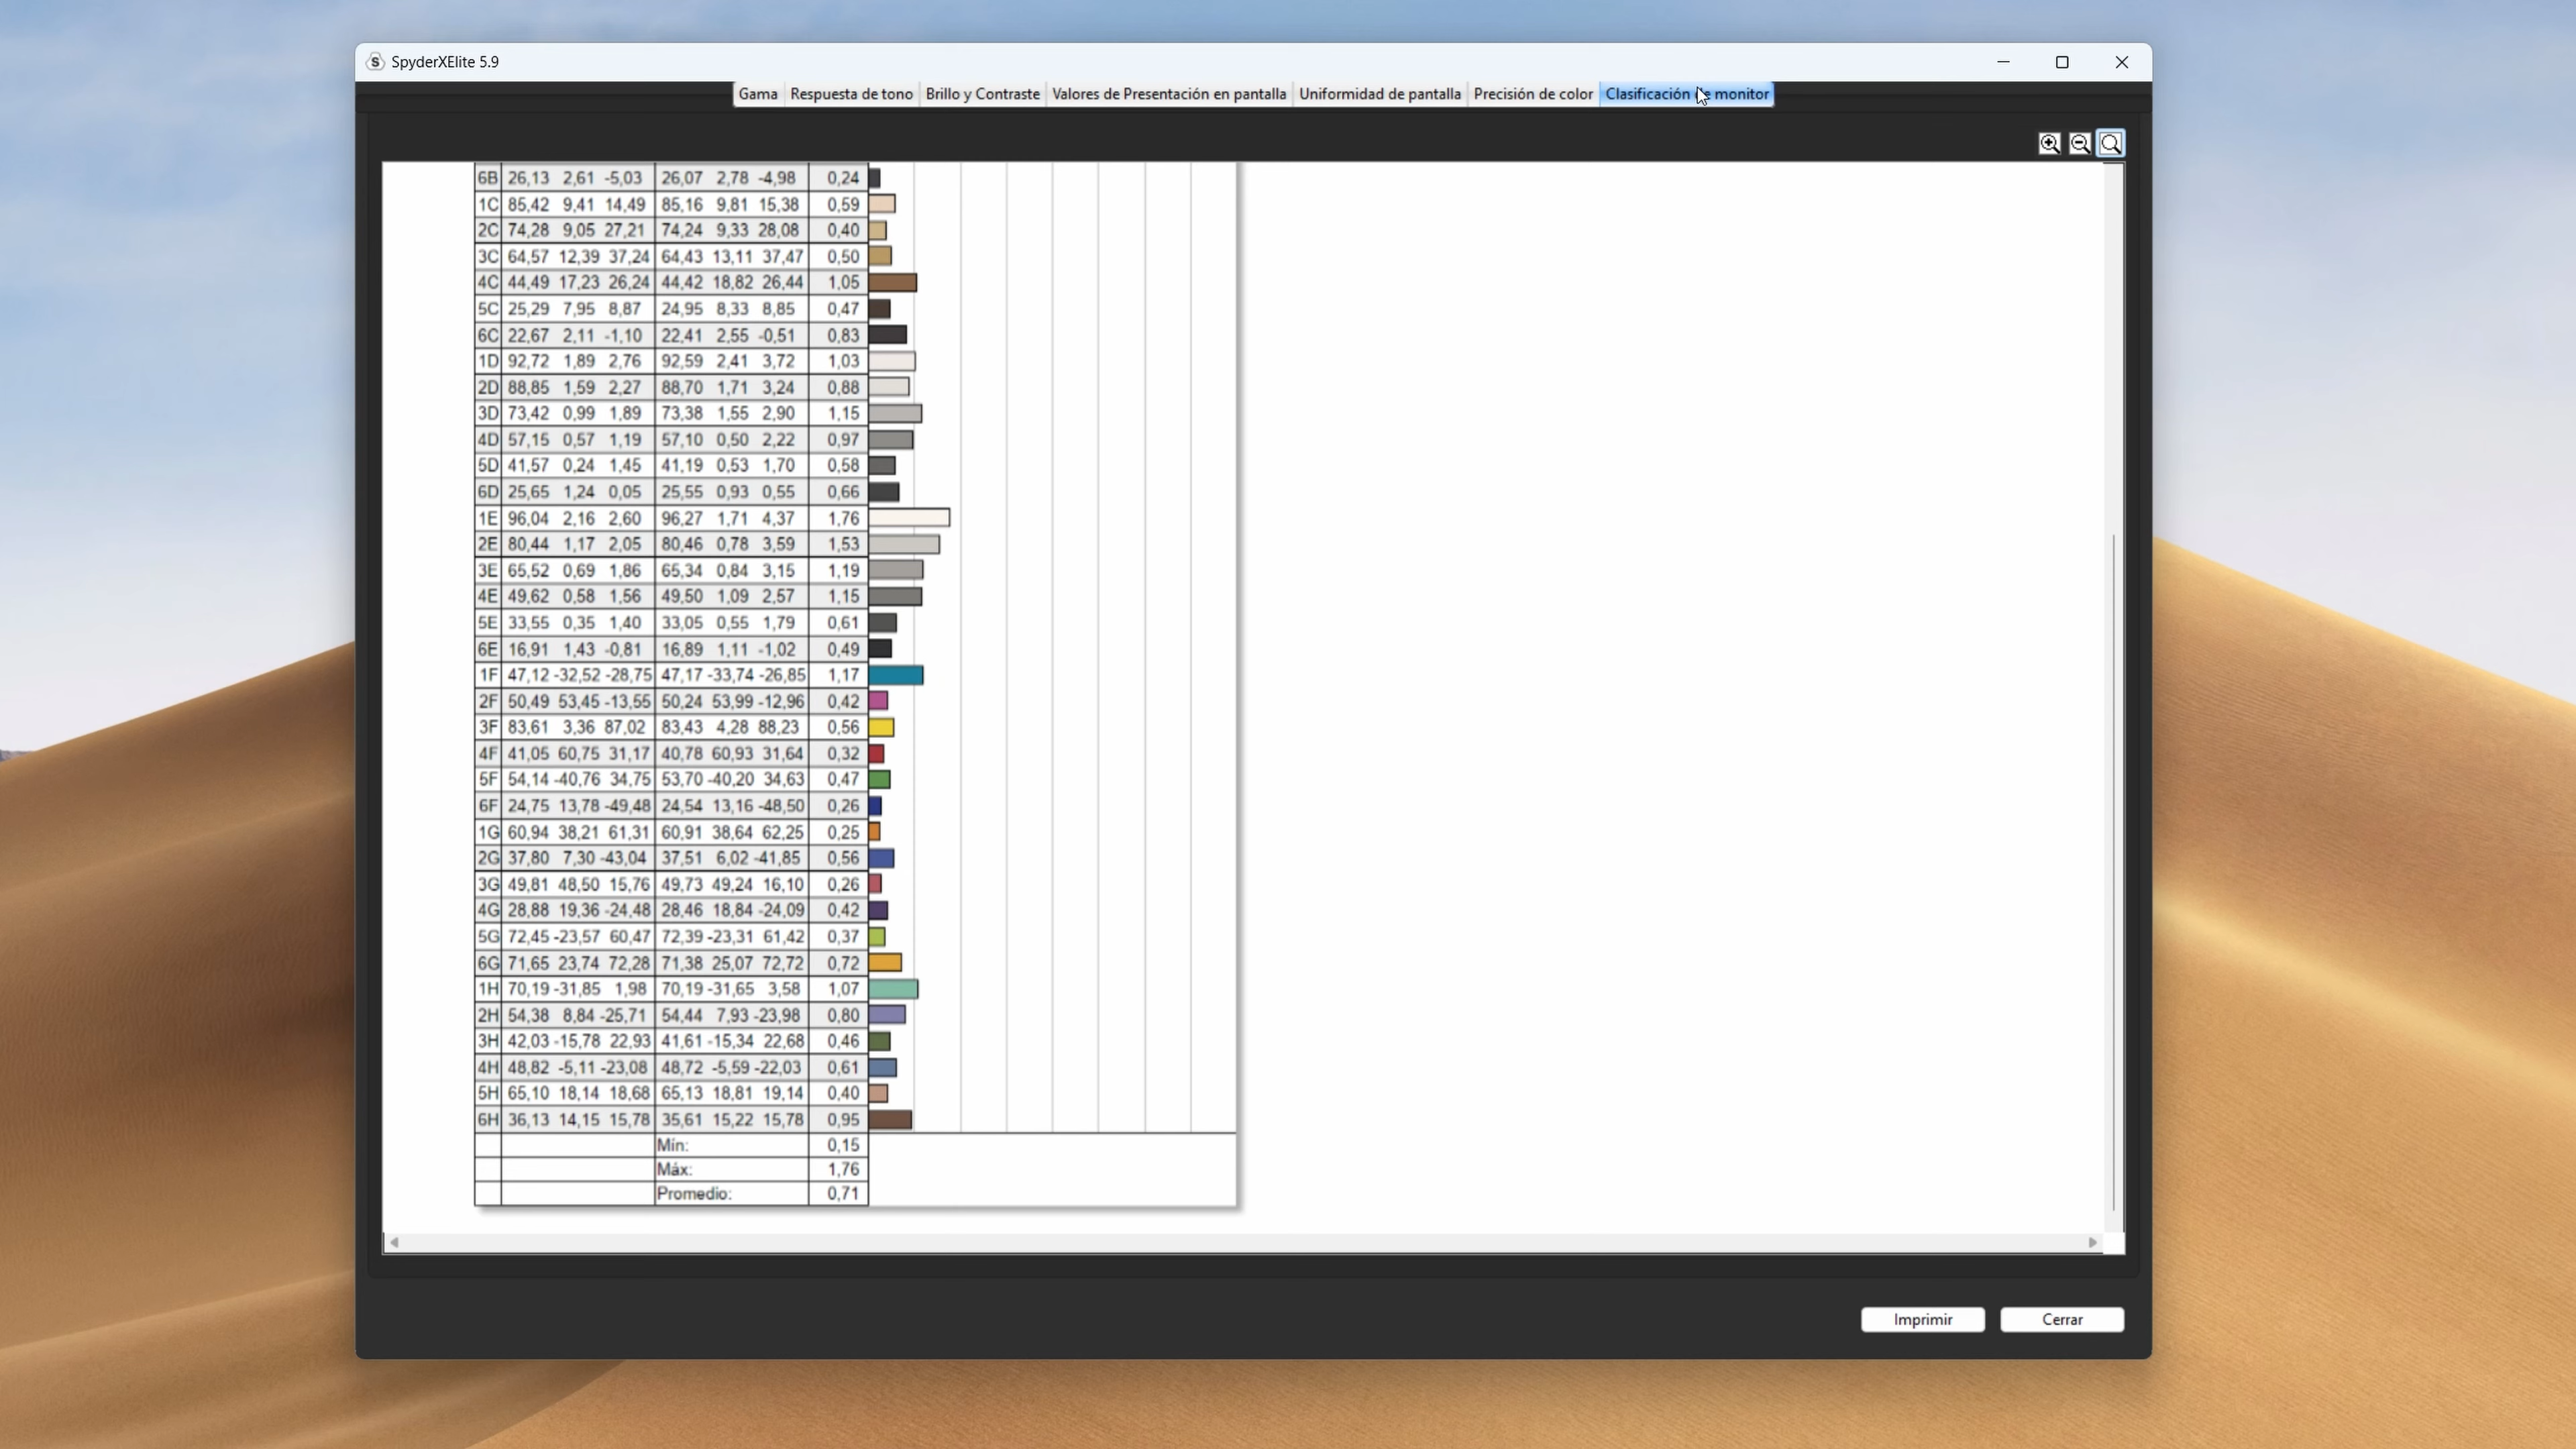 SpyderXElite 5.9
Gama Respuesta de tono Brillo y Contraste Valores de Presentación en pantalla Uniformidad de pantalla Precisión de color Clasificación de monitor
6B 26,13 2,61 -5,03 26,07 2,78 -4,98 0,24
1C 85,42 9,41 14,49 85,16 9,81 15,38 0,59
2C 74,28 9,05 27,21 74,24 9,33 28,08 0,40
3C 64,57 12,39 37,24 64,43 13,11 37,47 0,50
4C 44,49 17,23 26,24 44,42 18,82 26,44 1,05
5C 25,29 7,95 8,87 24,95 8,33 8,85 0,47
6C 22,67 2,11 -1,10 22,41 2,55 -0,51 0,83
1D 92,72 1,89 2,76 92,59 2,41 3,72 1,03
2D 88,85 1,59 2,27 88,70 1,71 3,24 0,88
3D 73,42 0,99 1,89 73,38 1,55 2,90 1,15
4D 57,15 0,57 1,19 57,10 0,50 2,22 0,97
5D 41,57 0,24 1,45 41,19 0,53 1,70 0,58
6D 25,65 1,24 0,05 25,55 0,93 0,55 0,66
1E 96,04 2,16 2,60 96,27 1,71 4,37 1,76
2E 80,44 1,17 2,05 80,46 0,78 3,59 1,53
3E 65,52 0,69 1,86 65,34 0,84 3,15 1,19
4E 49,62 0,58 1,56 49,50 1,09 2,57 1,15
5E 33,55 0,35 1,40 33,05 0,55 1,79 0,61
6E 16,91 1,43 -0,81 16,89 1,11 -1,02 0,49
1F 47,12 -32,52 -28,75 47,17 -33,74 -26,85 1,17
2F 50,49 53,45 -13,55 50,24 53,99 -12,96 0,42
3F 83,61 3,36 87,02 83,43 4,28 88,23 0,56
4F 41,05 60,75 31,17 40,78 60,93 31,64 0,32
5F 54,14 -40,76 34,75 53,70 -40,20 34,63 0,47
6F 24,75 13,78 -49,48 24,54 13,16 -48,50 0,26
1G 60,94 38,21 61,31 60,91 38,64 62,25 0,25
2G 37,80 7,30 -43,04 37,51 6,02 -41,85 0,56
3G 49,81 48,50 15,76 49,73 49,24 16,10 0,26
4G 28,88 19,36 -24,48 28,46 18,84 -24,09 0,42
5G 72,45 -23,57 60,47 72,39 -23,31 61,42 0,37
6G 71,65 23,74 72,28 71,38 25,07 72,72 0,72
1H 70,19 -31,85 1,98 70,19 -31,65 3,58 1,07
2H 54,38 8,84 -25,71 54,44 7,93 -23,98 0,80
3H 42,03 -15,78 22,93 41,61 -15,34 22,68 0,46
4H 48,82 -5,11 -23,08 48,72 -5,59 -22,03 0,61
5H 65,10 18,14 18,68 65,13 18,81 19,14 0,40
6H 36,13 14,15 15,78 35,61 15,22 15,78 0,95
Mín: 0,15
Máx: 1,76
Promedio: 0,71
Imprimir Cerrar